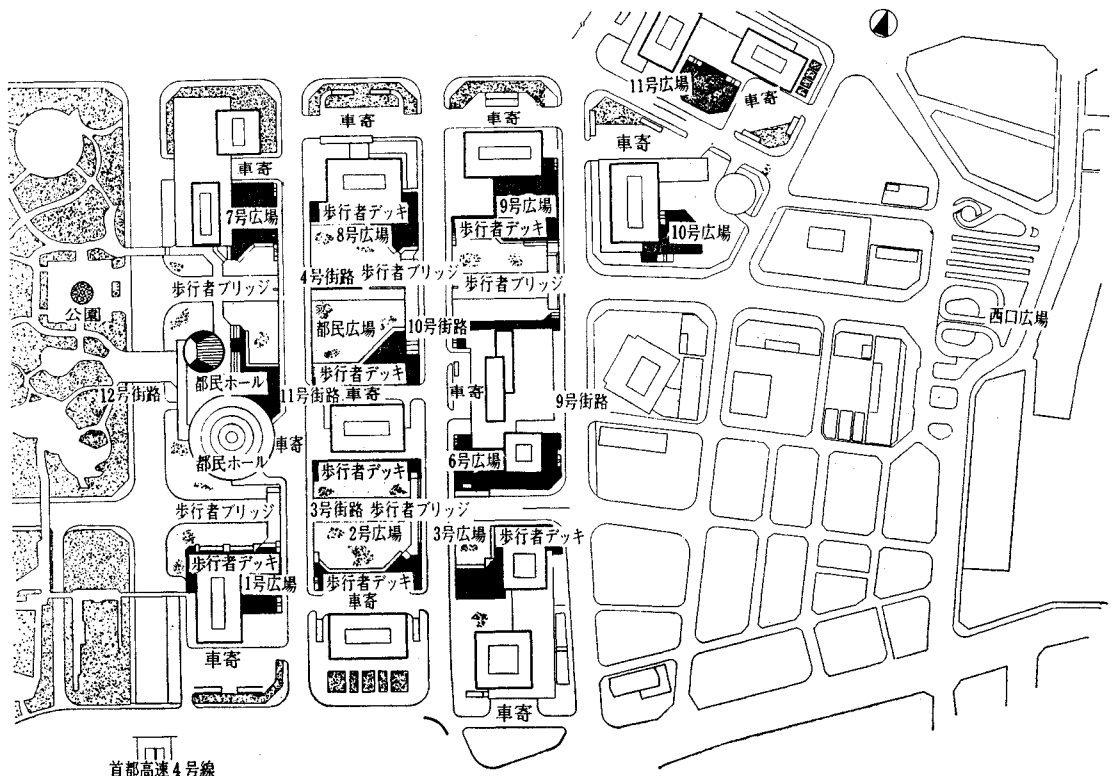 11号広場
車寄
車寄
車寄
車寄
車寄
7号広場
歩行者デッキ
8号広場
9号広場
歩行者デッキ
10号広場
4号街路 歩行者ブリッジ
歩行者ブリッジ
歩行者ブリッジ
公園
都民広場
10号街路
西口広場
都民ホール
歩行者デッキ
12号街路
11号街路
車寄
車寄
9号街路
車寄
都民ホール
歩行者デッキ
6号広場
歩行者ブリッジ
3号街路 歩行者ブリッジ
2号広場
3号広場
歩行者デッキ
歩行者デッキ
1号広場
歩行者デッキ
車寄
車寄
車寄
首都高速4号線